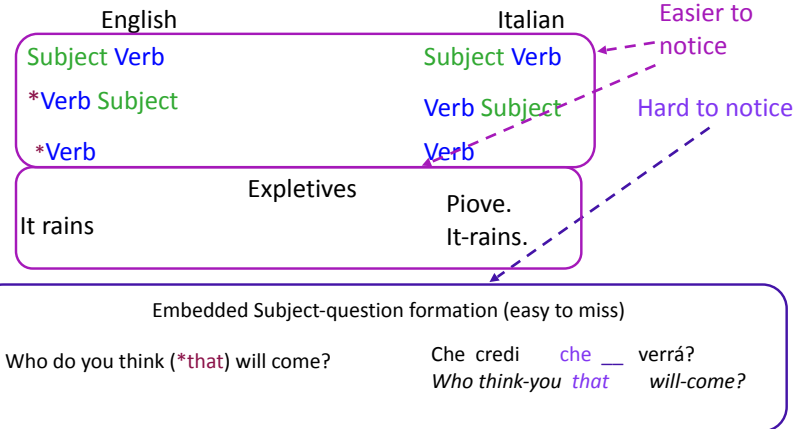 English
Italian
Easier to
notice
Subject Verb
Subject Verb
*Verb Subject
Verb Subject
Hard to notice
*Verb
Verb
Expletives
It rains
Piove.
It-rains.
Embedded Subject-question formation (easy to miss)
Who do you think (*that) will come?
Che credi che __ verrá?
Who think-you that will-come?